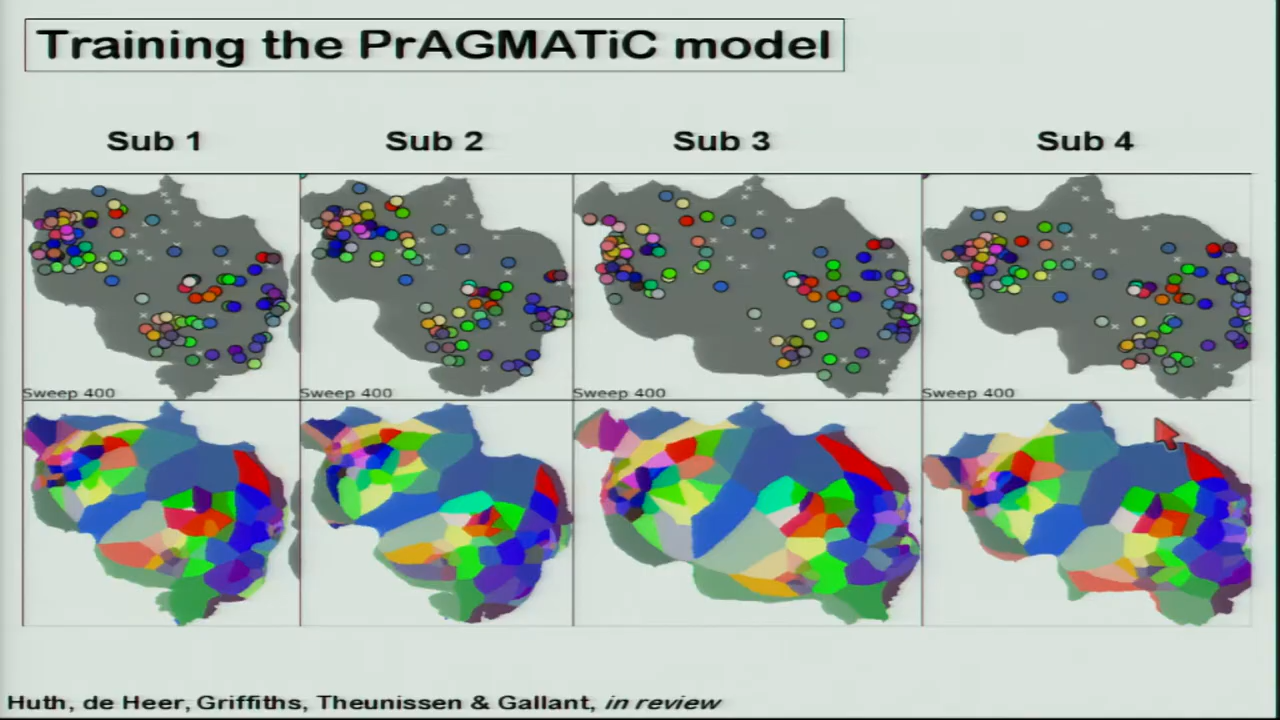 Training the PrAGMATiC model
Sub 1 Sub 2 Sub 3 Sub 4
Sweep 400 Sweep 400 Sweep 400 Sweep 400
Huth, de Heer, Griffiths, Theunissen & Gallant, in review